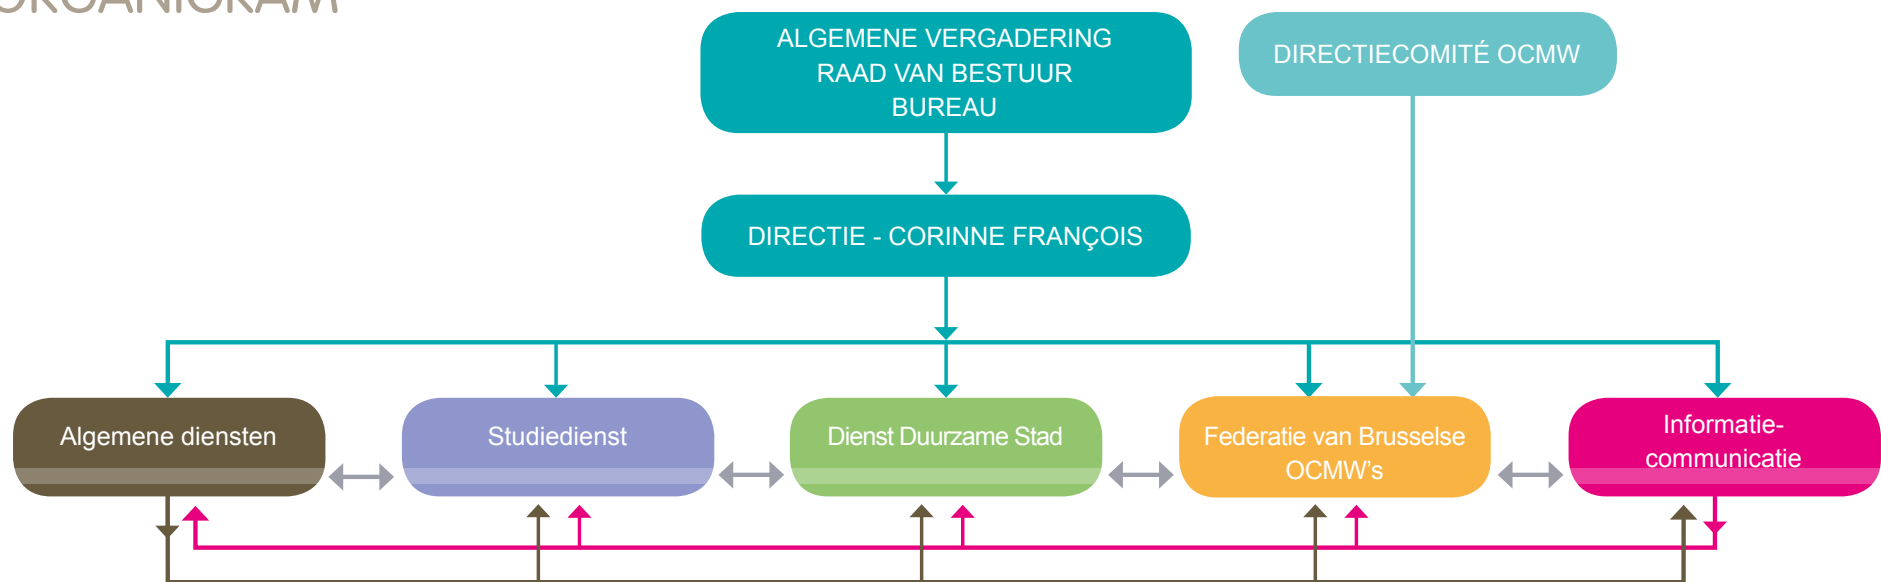 ORGANIGRAM
ALGEMENE VERGADERING
RAAD VAN BESTUUR
BUREAU
DIRECTIECOMITÉ OCMW
DIRECTIE - CORINNE FRANÇOIS
Algemene diensten
Studiedienst
Dienst Duurzame Stad
Federatie van Brusselse
OCMW's
Informatie-
communicatie